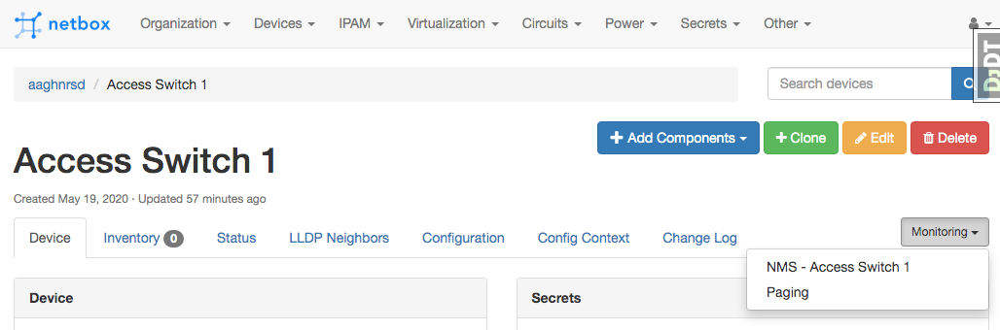 netbox Organization Devices IPAM Virtualization Circuits Power Secrets Other
aaghnrsd / Access Switch 1
Search devices
DjDT
+ Add Components + Clone Edit Delete
Access Switch 1
Created May 19, 2020 · Updated 57 minutes ago
Device Inventory 0 Status LLDP Neighbors Configuration Config Context Change Log Monitoring
NMS - Access Switch 1
Paging
Device Secrets